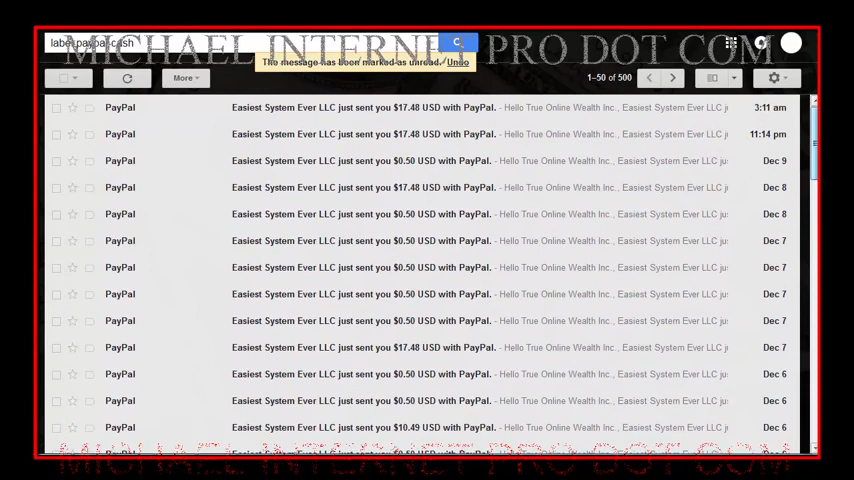 label-paypal-cash
MICHAEL INTERNET PRO DOT COM
The message has been marked as unread. Undo
More
1–50 of 500
PayPal Easiest System Ever LLC just sent you $17.48 USD with PayPal. - Hello True Online Wealth Inc., Easiest System Ever LLC ju 3:11 am
PayPal Easiest System Ever LLC just sent you $17.48 USD with PayPal. - Hello True Online Wealth Inc., Easiest System Ever LLC ju 11:14 pm
PayPal Easiest System Ever LLC just sent you $0.50 USD with PayPal. - Hello True Online Wealth Inc., Easiest System Ever LLC jus Dec 9
PayPal Easiest System Ever LLC just sent you $17.48 USD with PayPal. - Hello True Online Wealth Inc., Easiest System Ever LLC ju Dec 8
PayPal Easiest System Ever LLC just sent you $0.50 USD with PayPal. - Hello True Online Wealth Inc., Easiest System Ever LLC jus Dec 8
PayPal Easiest System Ever LLC just sent you $0.50 USD with PayPal. - Hello True Online Wealth Inc., Easiest System Ever LLC jus Dec 7
PayPal Easiest System Ever LLC just sent you $0.50 USD with PayPal. - Hello True Online Wealth Inc., Easiest System Ever LLC jus Dec 7
PayPal Easiest System Ever LLC just sent you $0.50 USD with PayPal. - Hello True Online Wealth Inc., Easiest System Ever LLC jus Dec 7
PayPal Easiest System Ever LLC just sent you $0.50 USD with PayPal. - Hello True Online Wealth Inc., Easiest System Ever LLC jus Dec 7
PayPal Easiest System Ever LLC just sent you $17.48 USD with PayPal. - Hello True Online Wealth Inc., Easiest System Ever LLC ju Dec 7
PayPal Easiest System Ever LLC just sent you $0.50 USD with PayPal. - Hello True Online Wealth Inc., Easiest System Ever LLC jus Dec 6
PayPal Easiest System Ever LLC just sent you $0.50 USD with PayPal. - Hello True Online Wealth Inc., Easiest System Ever LLC jus Dec 6
PayPal Easiest System Ever LLC just sent you $10.49 USD with PayPal. - Hello True Online Wealth Inc., Easiest System Ever LLC ju Dec 6
MICHAEL INTERNET PRO DOT COM